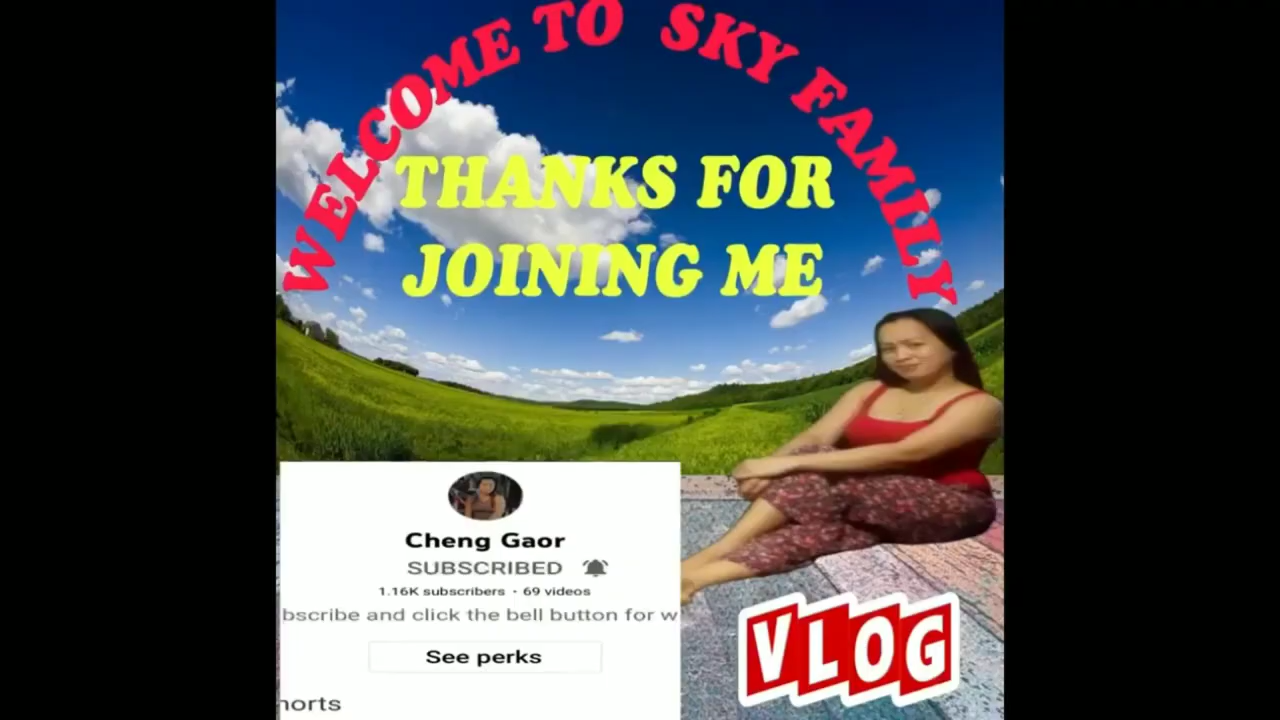 WELCOME TO SKY FAMILY
THANKS FOR
JOINING ME
Cheng Gaor
SUBSCRIBED
1.16K subscribers · 69 videos
bscribe and click the bell button for w
See perks
horts
VLOG